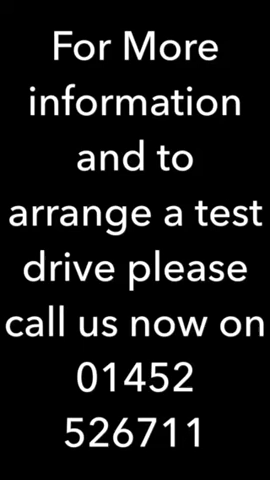 For More
information
and to
arrange a test
drive please
call us now on
01452
526711